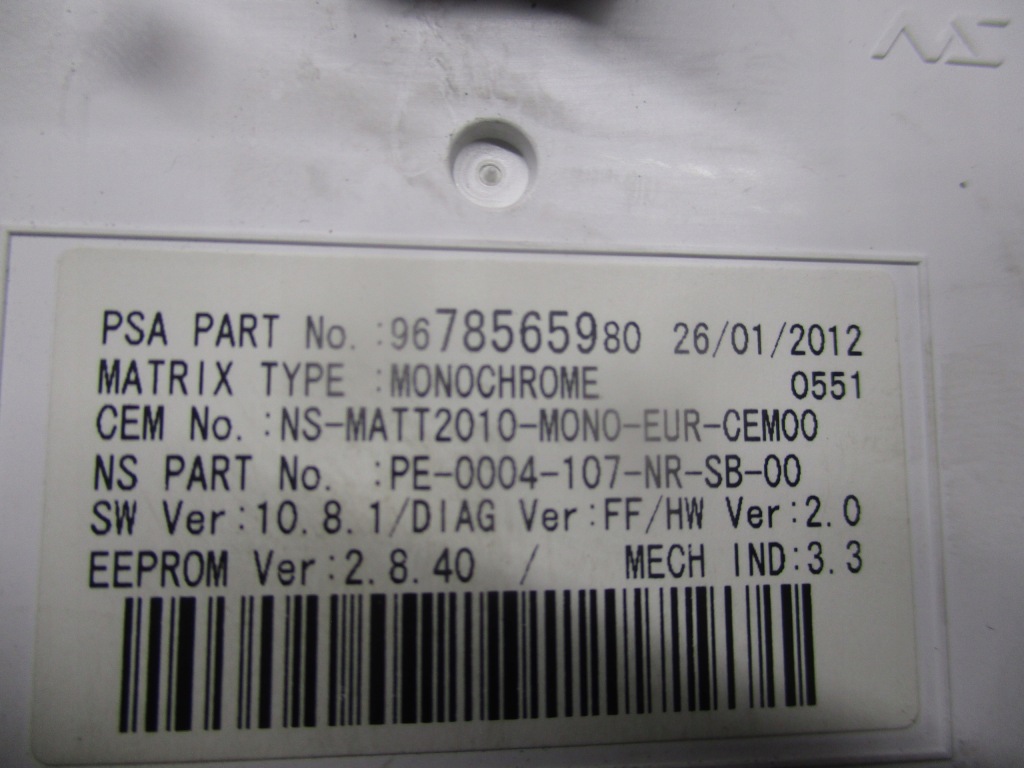 NS
PSA PART No. :9678565980 26/01/2012
MATRIX TYPE :MONOCHROME 0551
CEM No. :NS-MATT2010-MONO-EUR-CEM00
NS PART No. :PE-0004-107-NR-SB-00
SW Ver:10.8.1/DIAG Ver:FF/HW Ver:2.0
EEPROM Ver:2.8.40 / MECH IND:3.3